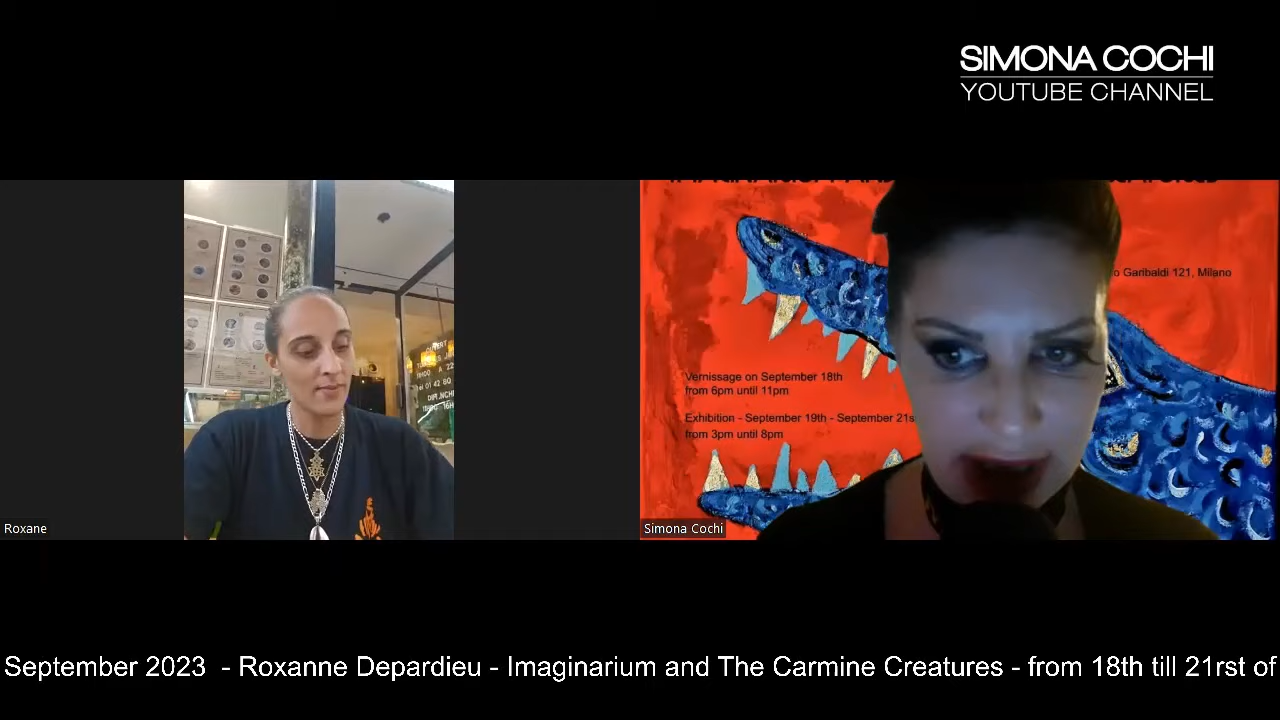 SIMONA COCHI
YOUTUBE CHANNEL
o Garibaldi 121, Milano
Vernissage on September 18th
from 6pm until 11pm
Exhibition - September 19th - September 21s
from 3pm until 8pm
Roxane
Simona Cochi
September 2023 - Roxanne Depardieu - Imaginarium and The Carmine Creatures - from 18th till 21rst of